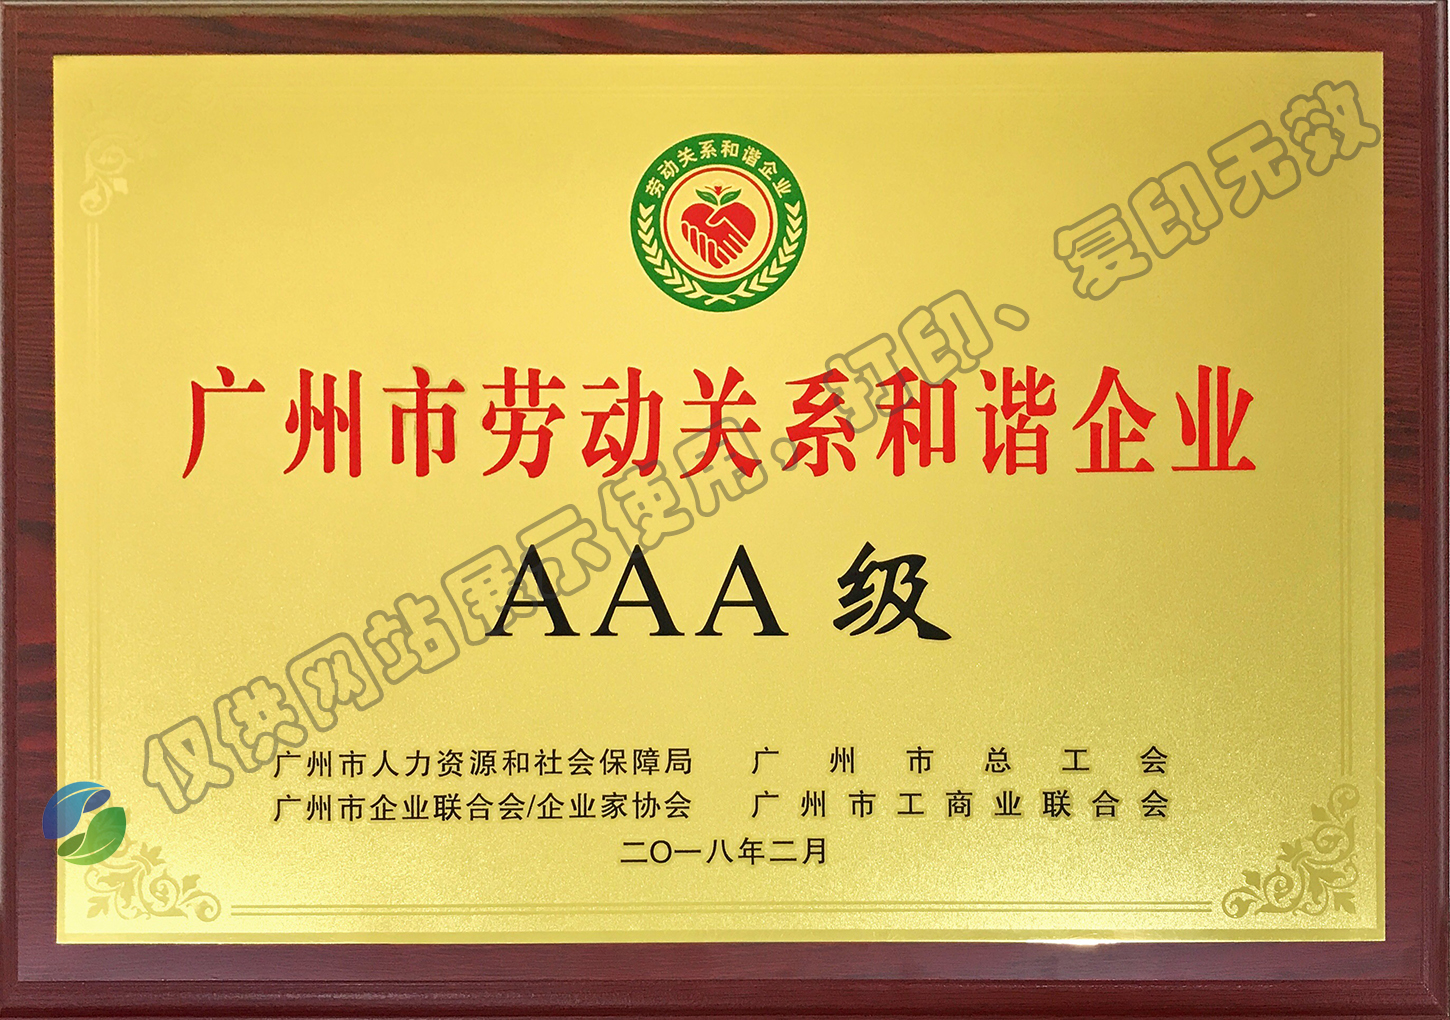 劳动关系和谐企业
广州市劳动关系和谐企业
AAA 级
广州市人力资源和社会保障局 广州市总工会
广州市企业联合会/企业家协会 广州市工商业联合会
二〇一八年二月
仅供网站展示使用，打印、复印无效